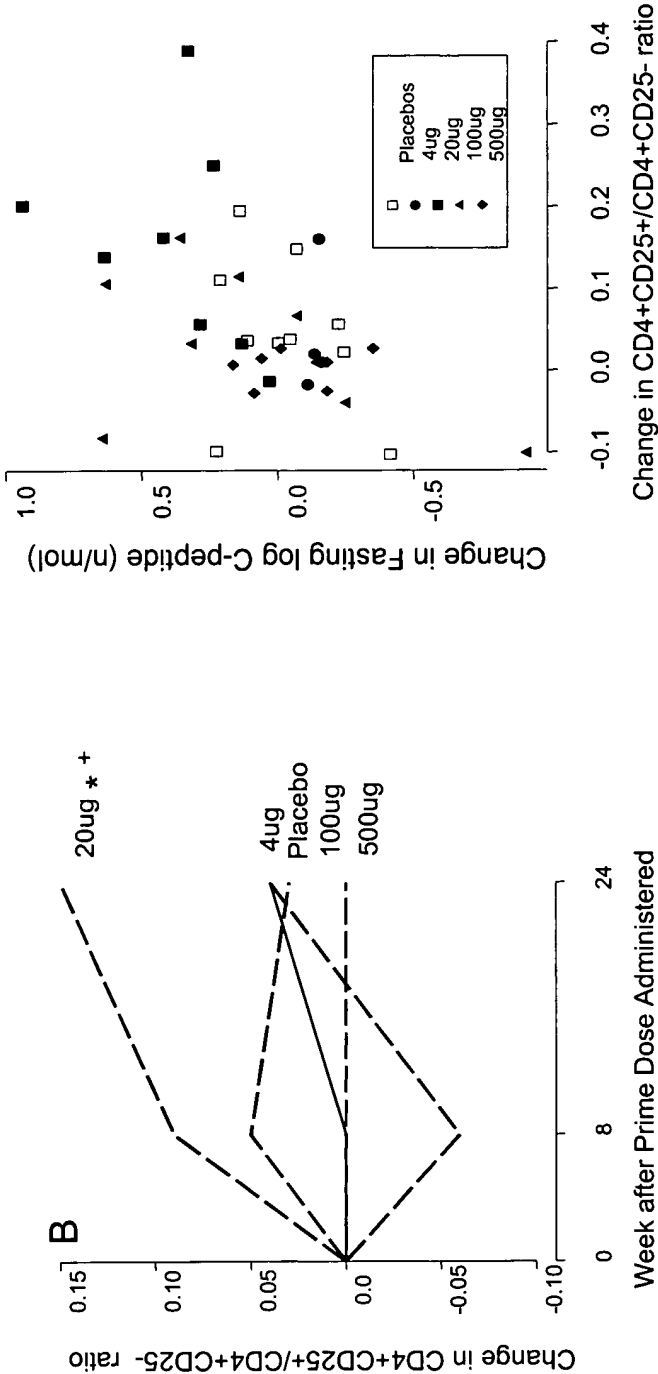 B
Change in CD4+CD25+/CD4+CD25- ratio
0.15
0.10
0.05
0.0
-0.05
-0.10
0
8
24
Week after Prime Dose Administered
20ug * +
4ug
Placebo
100ug
500ug
Change in Fasting log C-peptide (n/mol)
1.0
0.5
0.0
-0.5
-0.1
0.0
0.1
0.2
0.3
0.4
Change in CD4+CD25+/CD4+CD25- ratio
Placebos
4ug
20ug
100ug
500ug